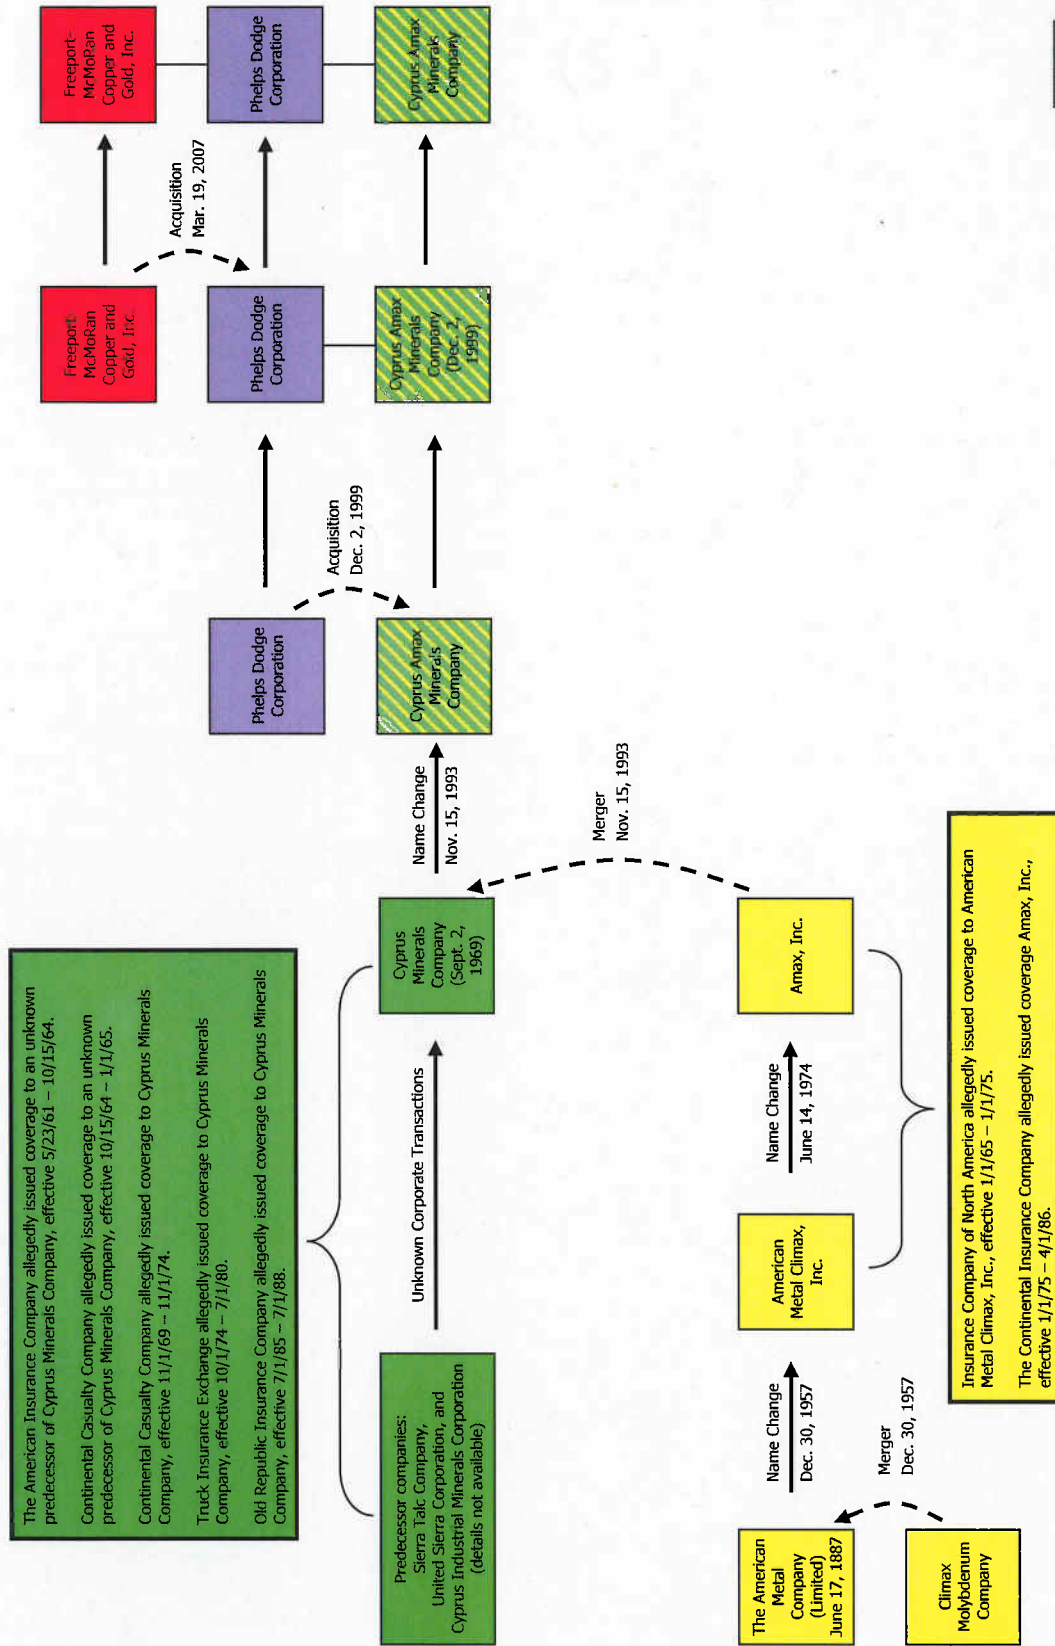 The American Insurance Company allegedly issued coverage to an unknown
predecessor of Cyprus Minerals Company, effective 5/23/61 – 10/15/64.
Continental Casualty Company allegedly issued coverage to an unknown
predecessor of Cyprus Minerals Company, effective 10/15/64 – 1/1/65.
Continental Casualty Company allegedly issued coverage to Cyprus Minerals
Company, effective 11/1/69 – 11/1/74.
Truck Insurance Exchange allegedly issued coverage to Cyprus Minerals
Company, effective 10/1/74 – 7/1/80.
Old Republic Insurance Company allegedly issued coverage to Cyprus Minerals
Company, effective 7/1/85 – 7/1/88.
Predecessor companies:
Sierra Talc Company,
United Sierra Corporation, and
Cyprus Industrial Minerals Corporation
(details not available)
Unknown Corporate Transactions
Cyprus
Minerals
Company
(Sept. 2,
1969)
Name Change
Nov. 15, 1993
Phelps Dodge
Corporation
Cyprus Amax
Minerals
Company
Acquisition
Dec. 2, 1999
Freeport-
McMoRan
Copper and
Gold, Inc.
Phelps Dodge
Corporation
Cyprus Amax
Minerals
Company
(Dec. 2,
1999)
Acquisition
Mar. 19, 2007
Freeport-
McMoRan
Copper and
Gold, Inc.
Phelps Dodge
Corporation
Cyprus Amax
Minerals
Company
The American
Metal
Company
(Limited)
June 17, 1887
Climax
Molybdenum
Company
Name Change
Dec. 30, 1957
Merger
Dec. 30, 1957
American
Metal Climax,
Inc.
Name Change
June 14, 1974
Amax, Inc.
Merger
Nov. 15, 1993
Insurance Company of North America allegedly issued coverage to American
Metal Climax, Inc., effective 1/1/65 – 1/1/75.
The Continental Insurance Company allegedly issued coverage Amax, Inc.,
effective 1/1/75 – 4/1/86.